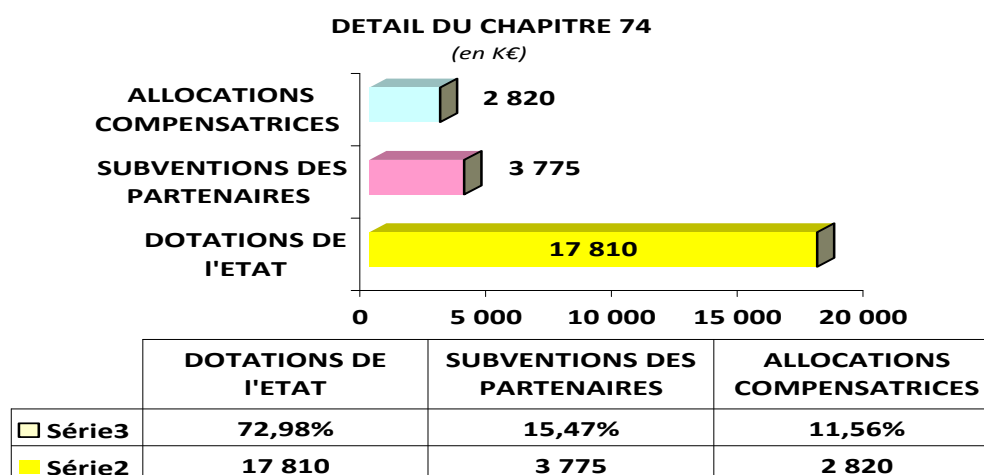 DETAIL DU CHAPITRE 74
(en K€)
ALLOCATIONS
COMPENSATRICES
2 820
SUBVENTIONS DES
PARTENAIRES
3 775
DOTATIONS DE
l'ETAT
17 810
0 5 000 10 000 15 000 20 000
DOTATIONS DE
l'ETAT
SUBVENTIONS DES
PARTENAIRES
ALLOCATIONS
COMPENSATRICES
Série3 72,98% 15,47% 11,56%
Série2 17 810 3 775 2 820